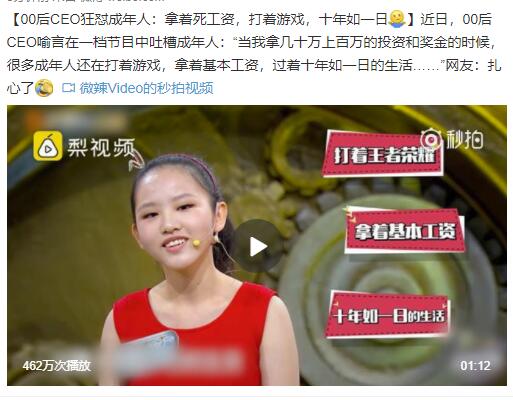 【00后CEO狂怼成年人：拿着死工资，打着游戏，十年如一日】近日，00后
CEO喻言在一档节目中吐槽成年人：“当我拿几十万上百万的投资和奖金的时候，
很多成年人还在打着游戏，拿着基本工资，过着十年如一日的生活……”网友：扎
心了 微辣Video的秒拍视频
梨视频
秒拍
打着王者荣耀
拿着基本工资
十年如一日的生活
462万次播放
01:12